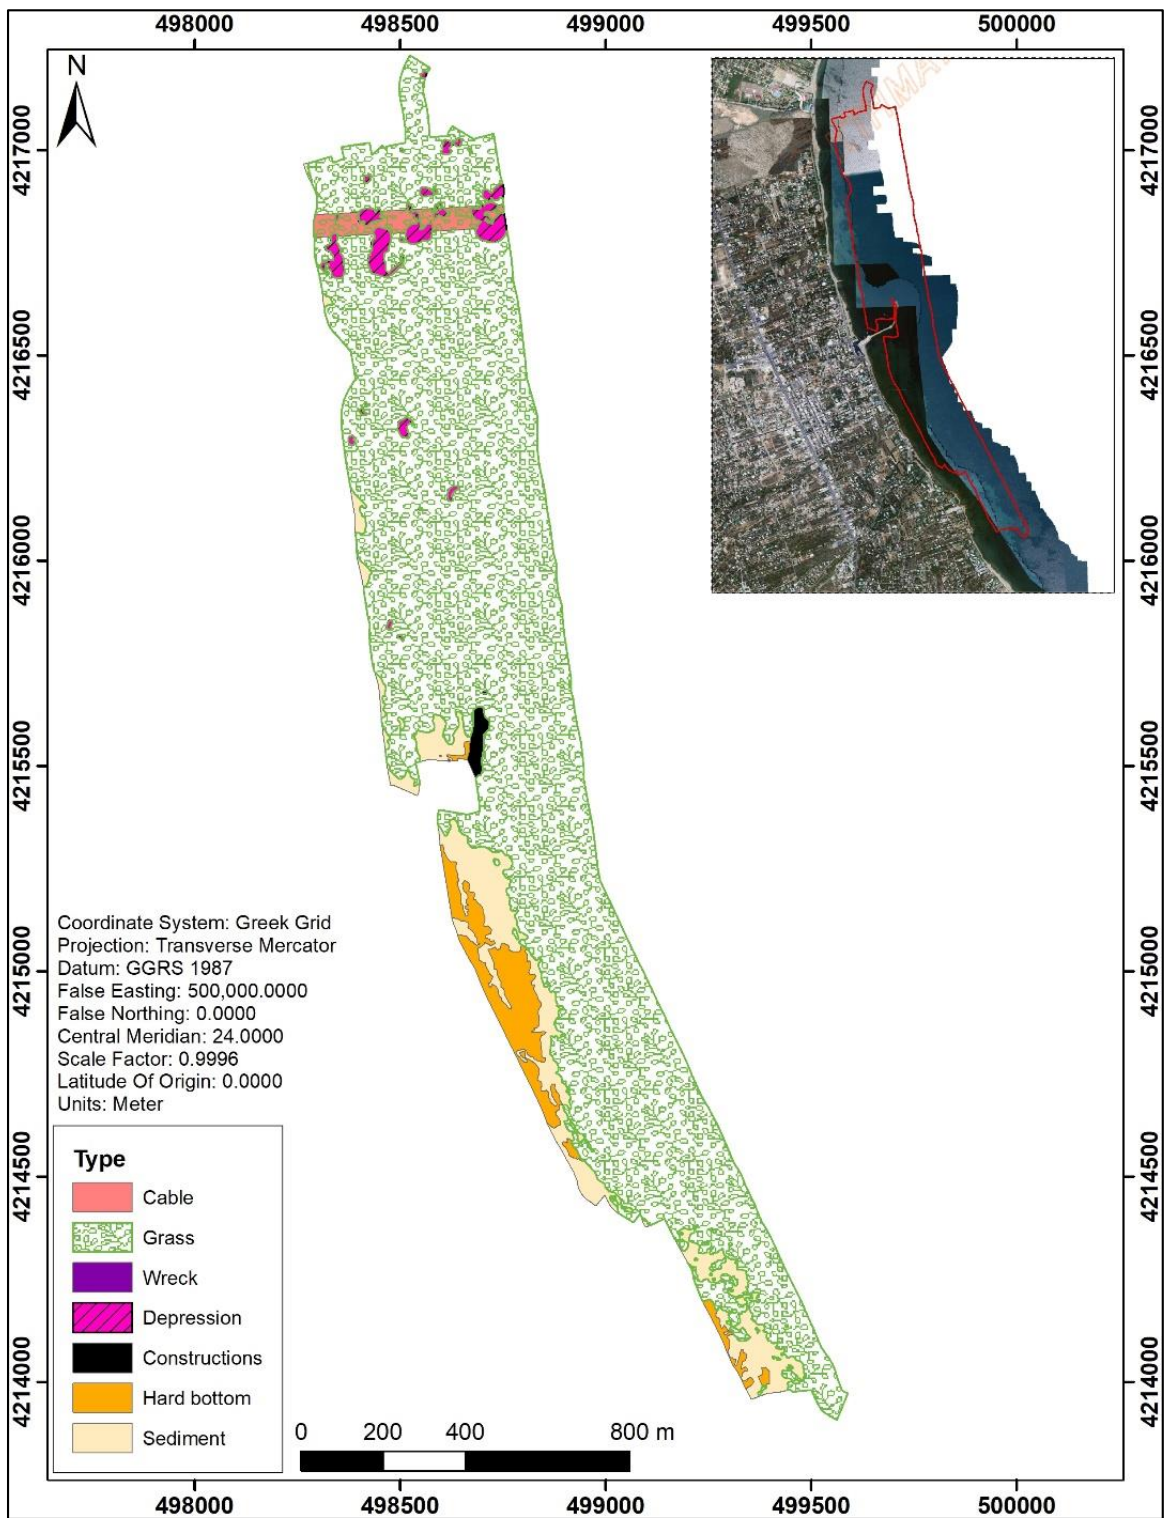 498000 498500 499000 499500 500000
N
4217000 4217000
4216500 4216500
4216000 4216000
4215500 4215500
Coordinate System: Greek Grid
Projection: Transverse Mercator
Datum: GGRS 1987
False Easting: 500,000.0000
False Northing: 0.0000
Central Meridian: 24.0000
Scale Factor: 0.9996
Latitude Of Origin: 0.0000
Units: Meter
4215000 4215000
4214500 4214500
4214000 4214000
Type
Cable
Grass
Wreck
Depression
Constructions
Hard bottom
Sediment
0 200 400 800 m
498000 498500 499000 499500 500000